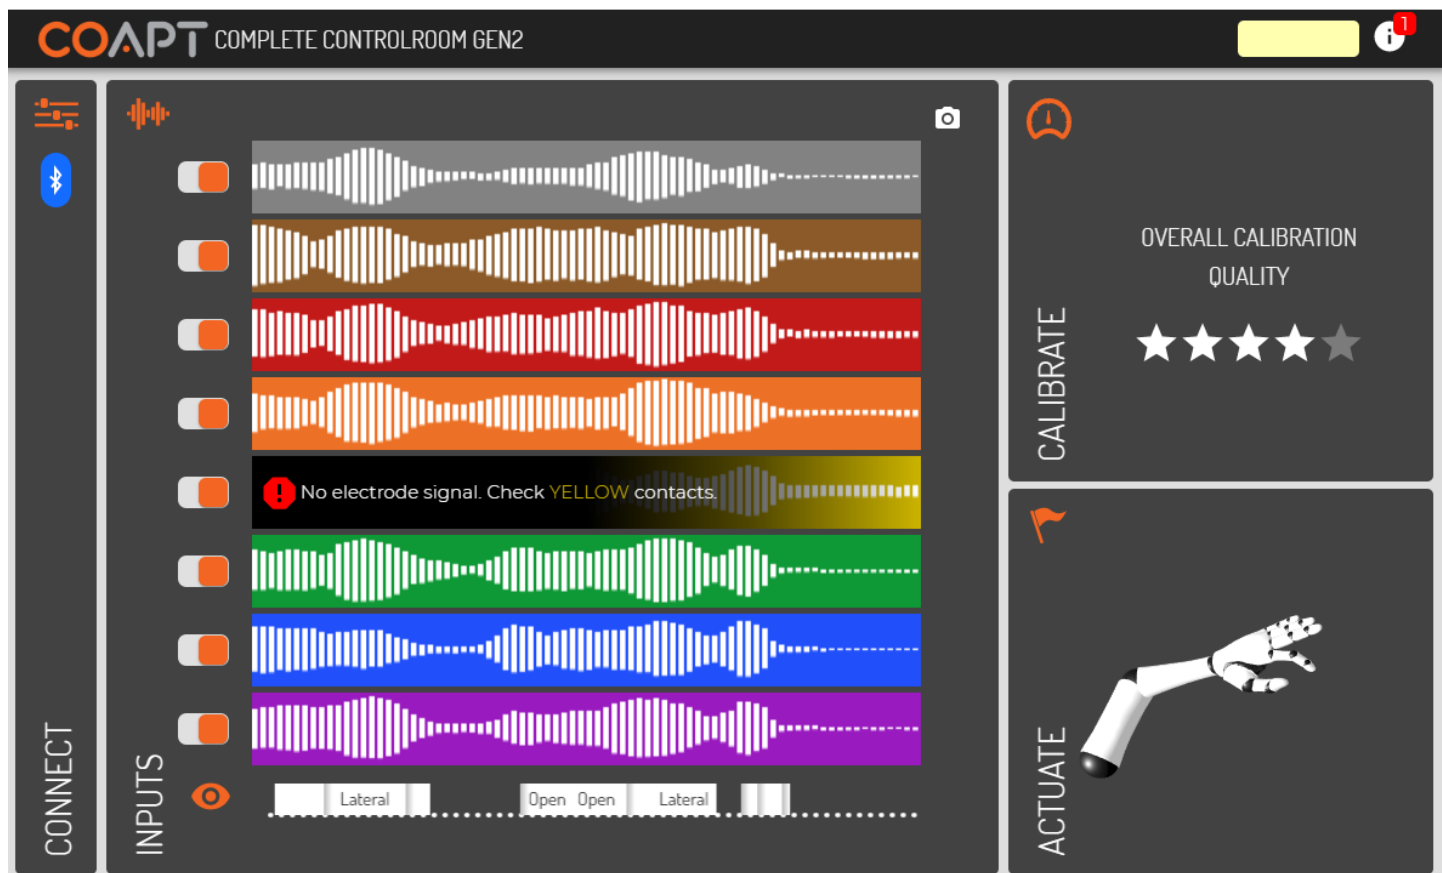 COAPT COMPLETE CONTROLROOM GEN2
1
CONNECT
INPUTS
No electrode signal. Check YELLOW contacts.
Lateral
Open Open
Lateral
OVERALL CALIBRATION
QUALITY
CALIBRATE
ACTUATE